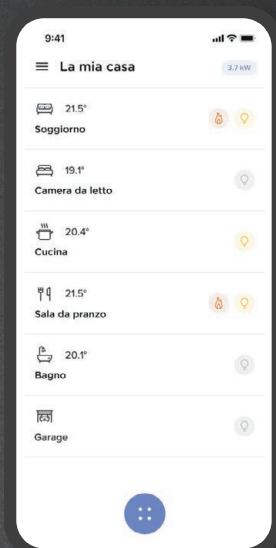 9:41
La mia casa
3.7 kW
21.5°
Soggiorno
19.1°
Camera da letto
20.4°
Cucina
21.5°
Sala da pranzo
20.1°
Bagno
Garage